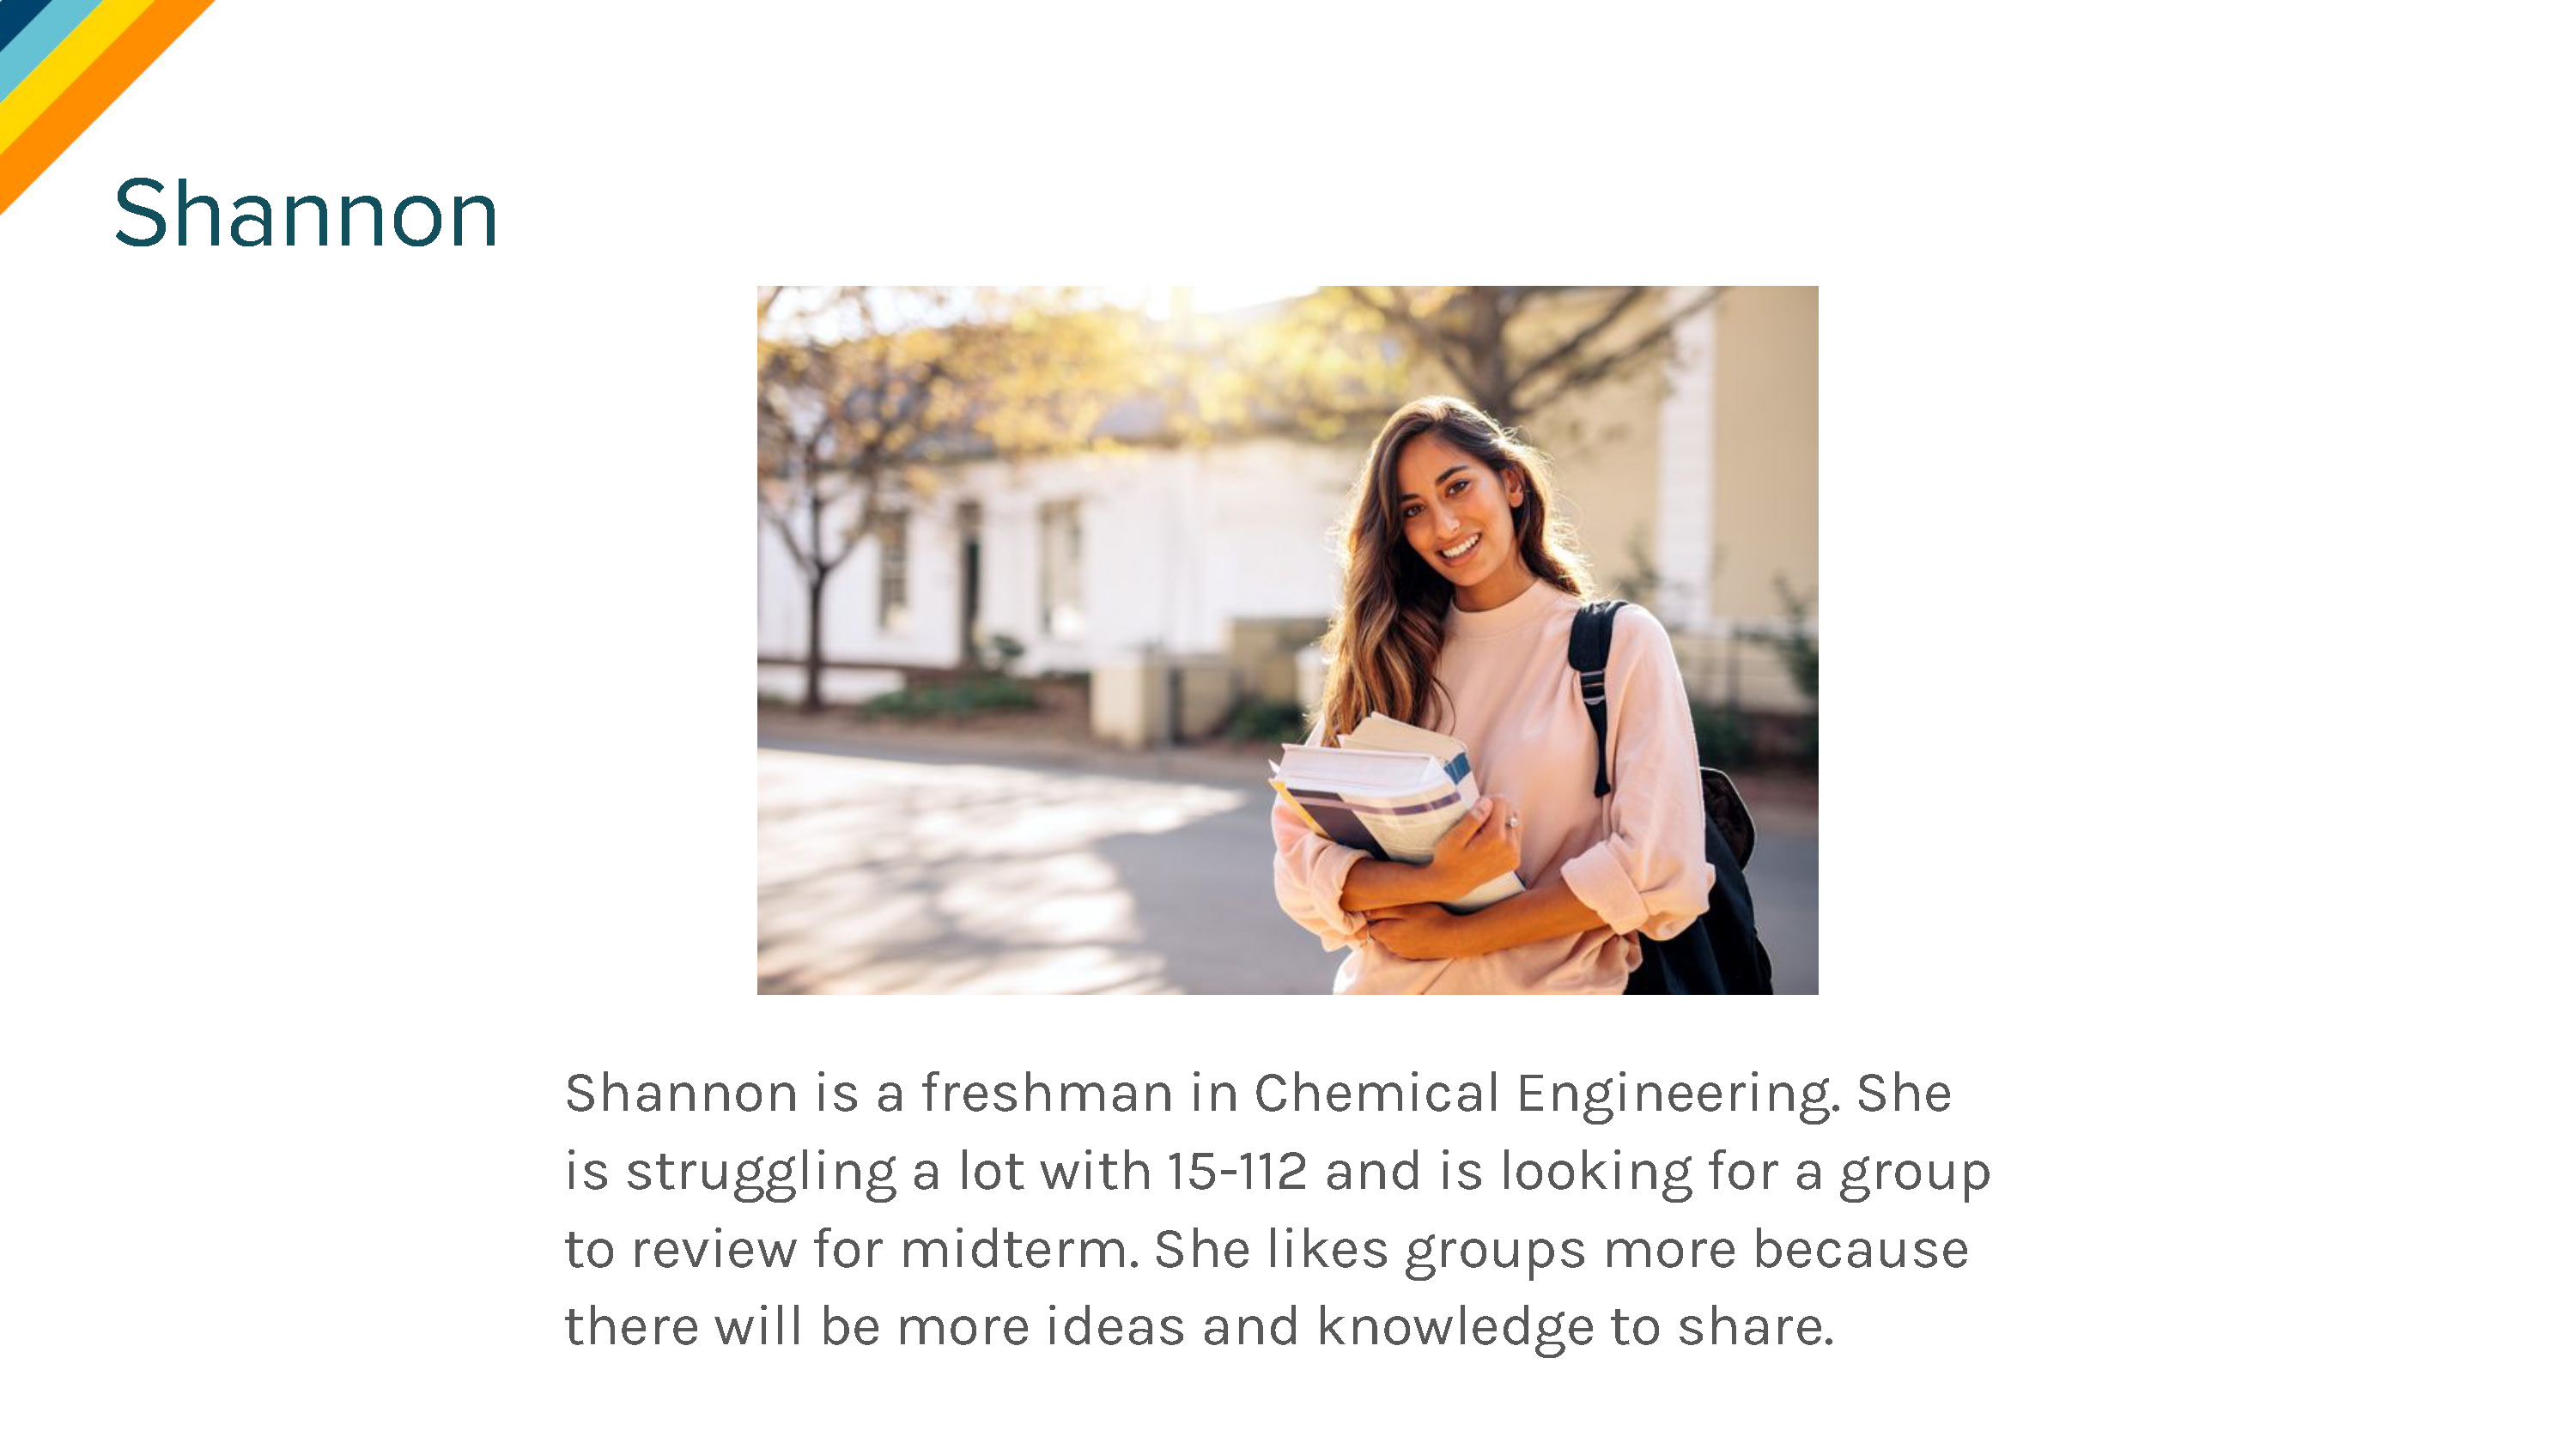 Shannon
Shannon is a freshman in Chemical Engineering. She
is struggling a lot with 15-112 and is looking for a group
to review for midterm. She likes groups more because
there will be more ideas and knowledge to share.